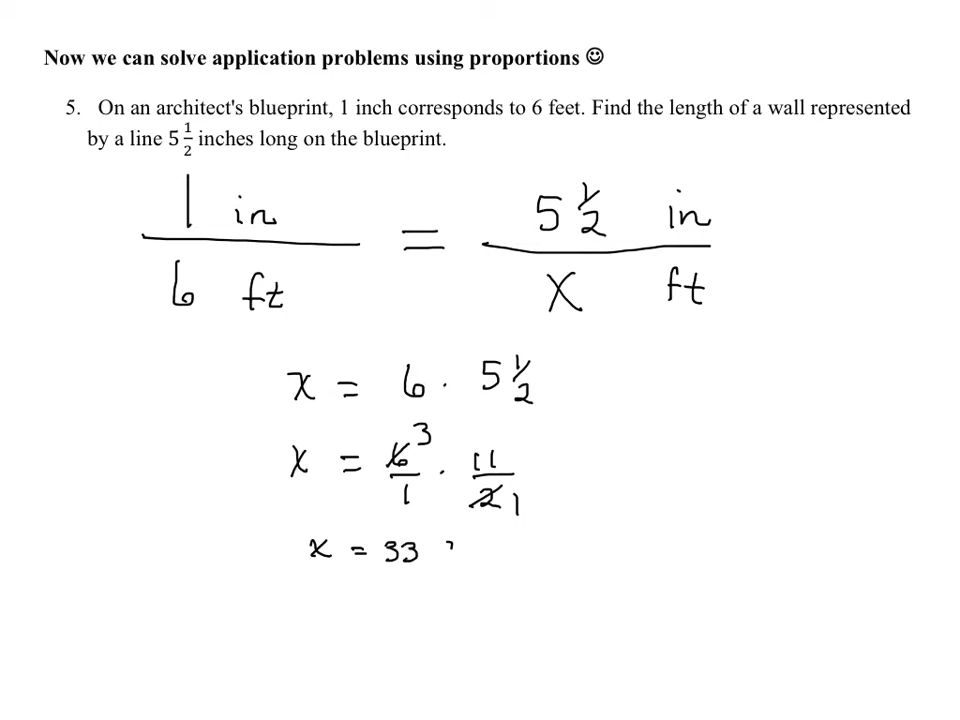 Now we can solve application problems using proportions ☺
5. On an architect's blueprint, 1 inch corresponds to 6 feet. Find the length of a wall represented
by a line 5 1/2 inches long on the blueprint.
1 in / 6 ft = 5 1/2 in / x ft
x = 6 · 5 1/2
x = 6 3 / 1 · 11 / 2 1
x = 33